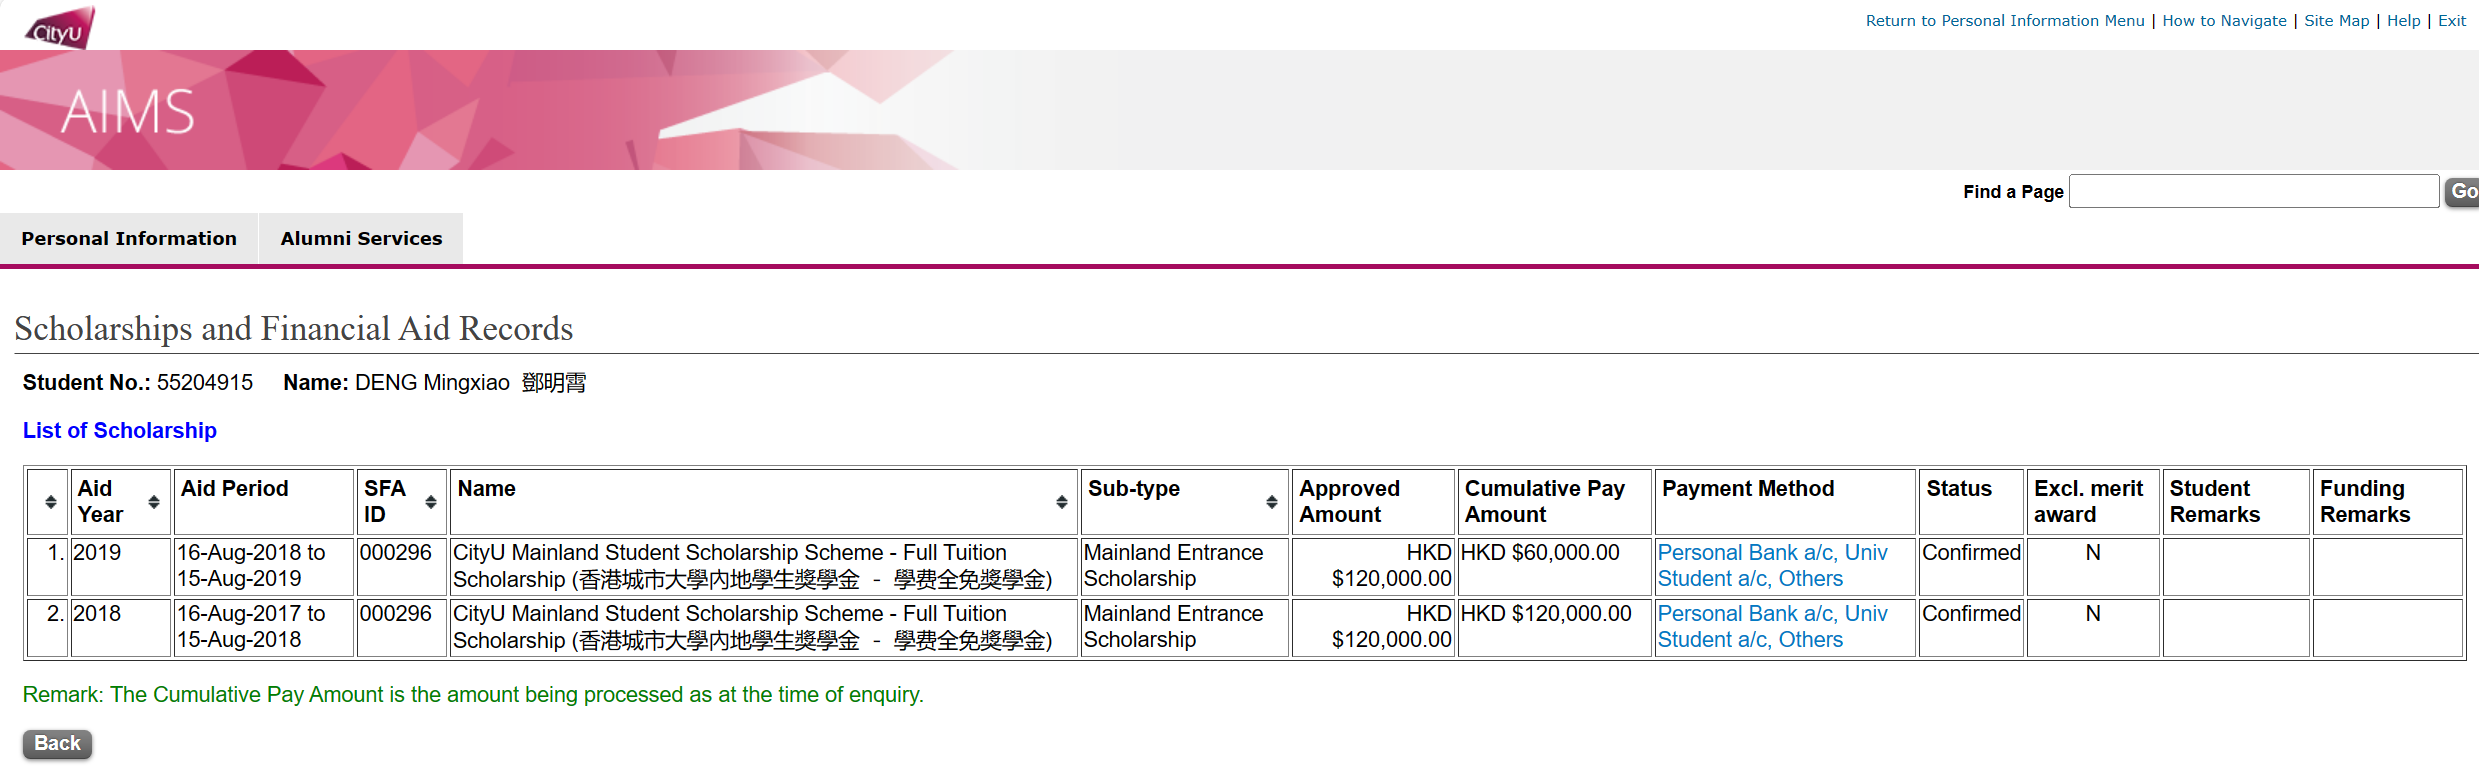 CityU
Return to Personal Information Menu | How to Navigate | Site Map | Help | Exit
AIMS
Find a Page Go
Personal Information Alumni Services
Scholarships and Financial Aid Records
Student No.: 55204915 Name: DENG Mingxiao 鄧明霄
List of Scholarship
Aid Year Aid Period SFA ID Name Sub-type Approved Amount Cumulative Pay Amount Payment Method Status Excl. merit award Student Remarks Funding Remarks
1. 2019 16-Aug-2018 to 15-Aug-2019 000296 CityU Mainland Student Scholarship Scheme - Full Tuition Scholarship (香港城市大學內地學生獎學金 － 學费全免獎學金) Mainland Entrance Scholarship HKD $120,000.00 HKD $60,000.00 Personal Bank a/c, Univ Student a/c, Others Confirmed N
2. 2018 16-Aug-2017 to 15-Aug-2018 000296 CityU Mainland Student Scholarship Scheme - Full Tuition Scholarship (香港城市大學內地學生獎學金 － 學费全免獎學金) Mainland Entrance Scholarship HKD $120,000.00 HKD $120,000.00 Personal Bank a/c, Univ Student a/c, Others Confirmed N
Remark: The Cumulative Pay Amount is the amount being processed as at the time of enquiry.
Back